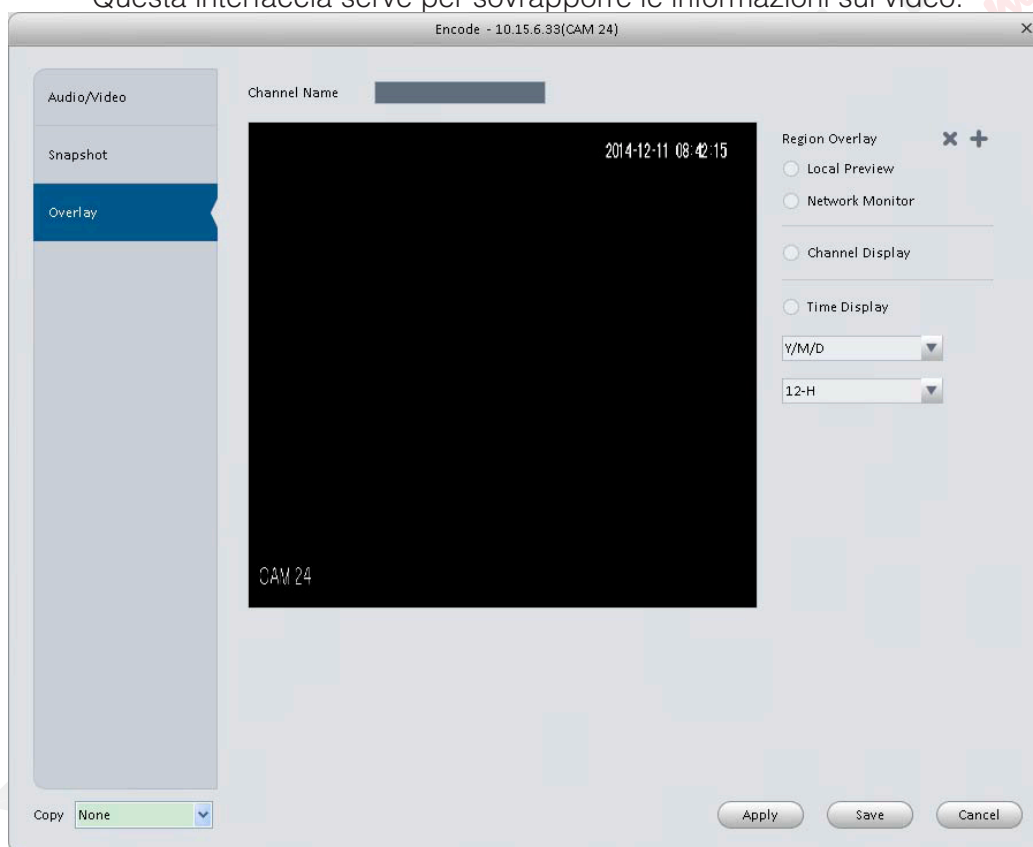 Questa interfaccia serve per sovrapporre le informazioni sul video.
Encode - 10.15.6.33(CAM 24)
Audio/Video
Snapshot
Overlay
Channel Name
2014-12-11 08:42:15
CAM 24
Region Overlay
Local Preview
Network Monitor
Channel Display
Time Display
Y/M/D
12-H
Copy None
Apply Save Cancel